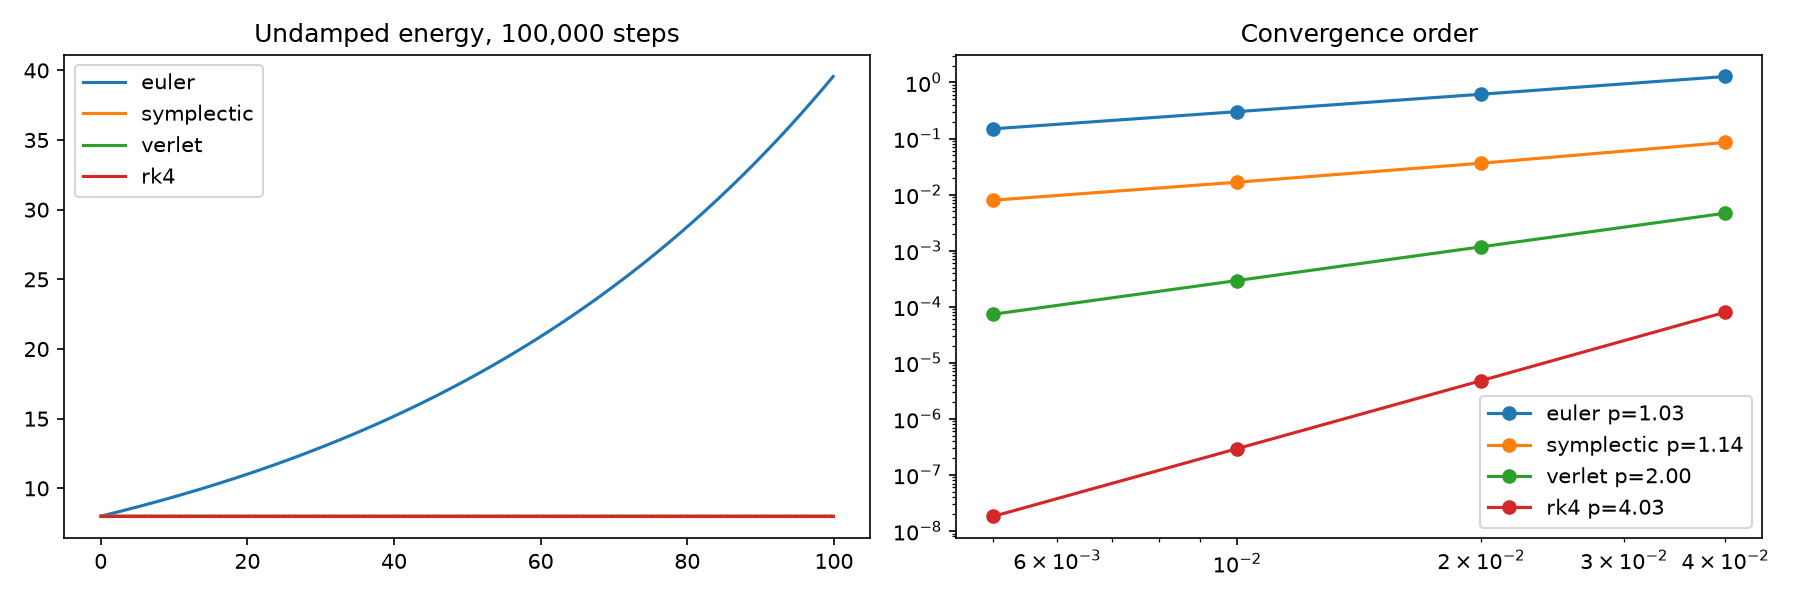 Undamped energy, 100,000 steps
40
35
30
25
20
15
10
euler
symplectic
verlet
rk4
0
20
40
60
80
100
Convergence order
10⁰
10⁻¹
10⁻²
10⁻³
10⁻⁴
10⁻⁵
10⁻⁶
10⁻⁷
10⁻⁸
euler p=1.03
symplectic p=1.14
verlet p=2.00
rk4 p=4.03
6 × 10⁻³
10⁻²
2 × 10⁻²
3 × 10⁻²
4 × 10⁻²